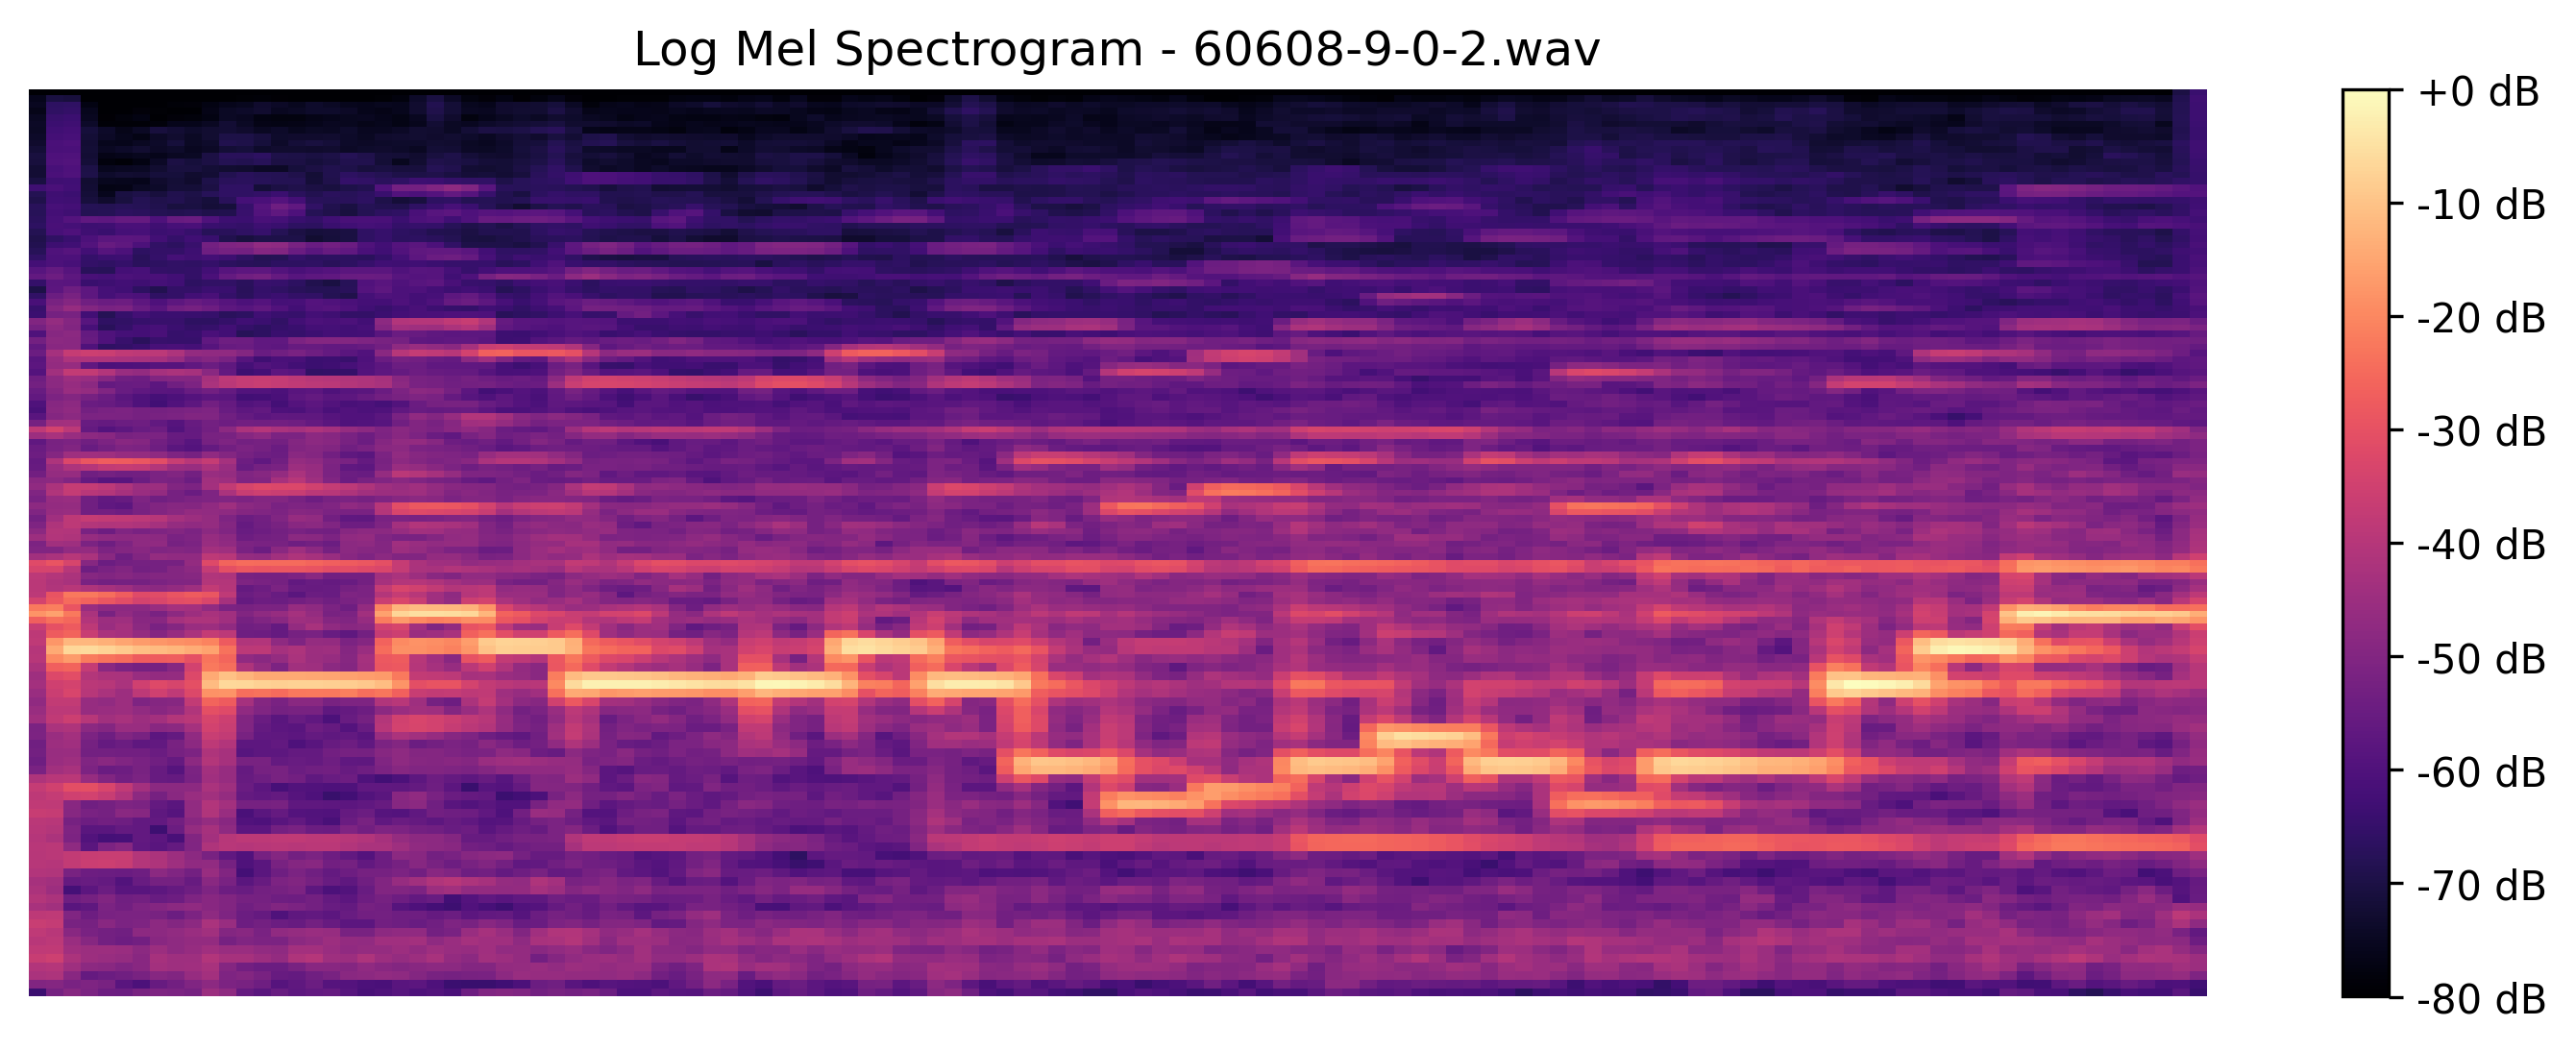 Log Mel Spectrogram - 60608-9-0-2.wav
+0 dB
-10 dB
-20 dB
-30 dB
-40 dB
-50 dB
-60 dB
-70 dB
-80 dB